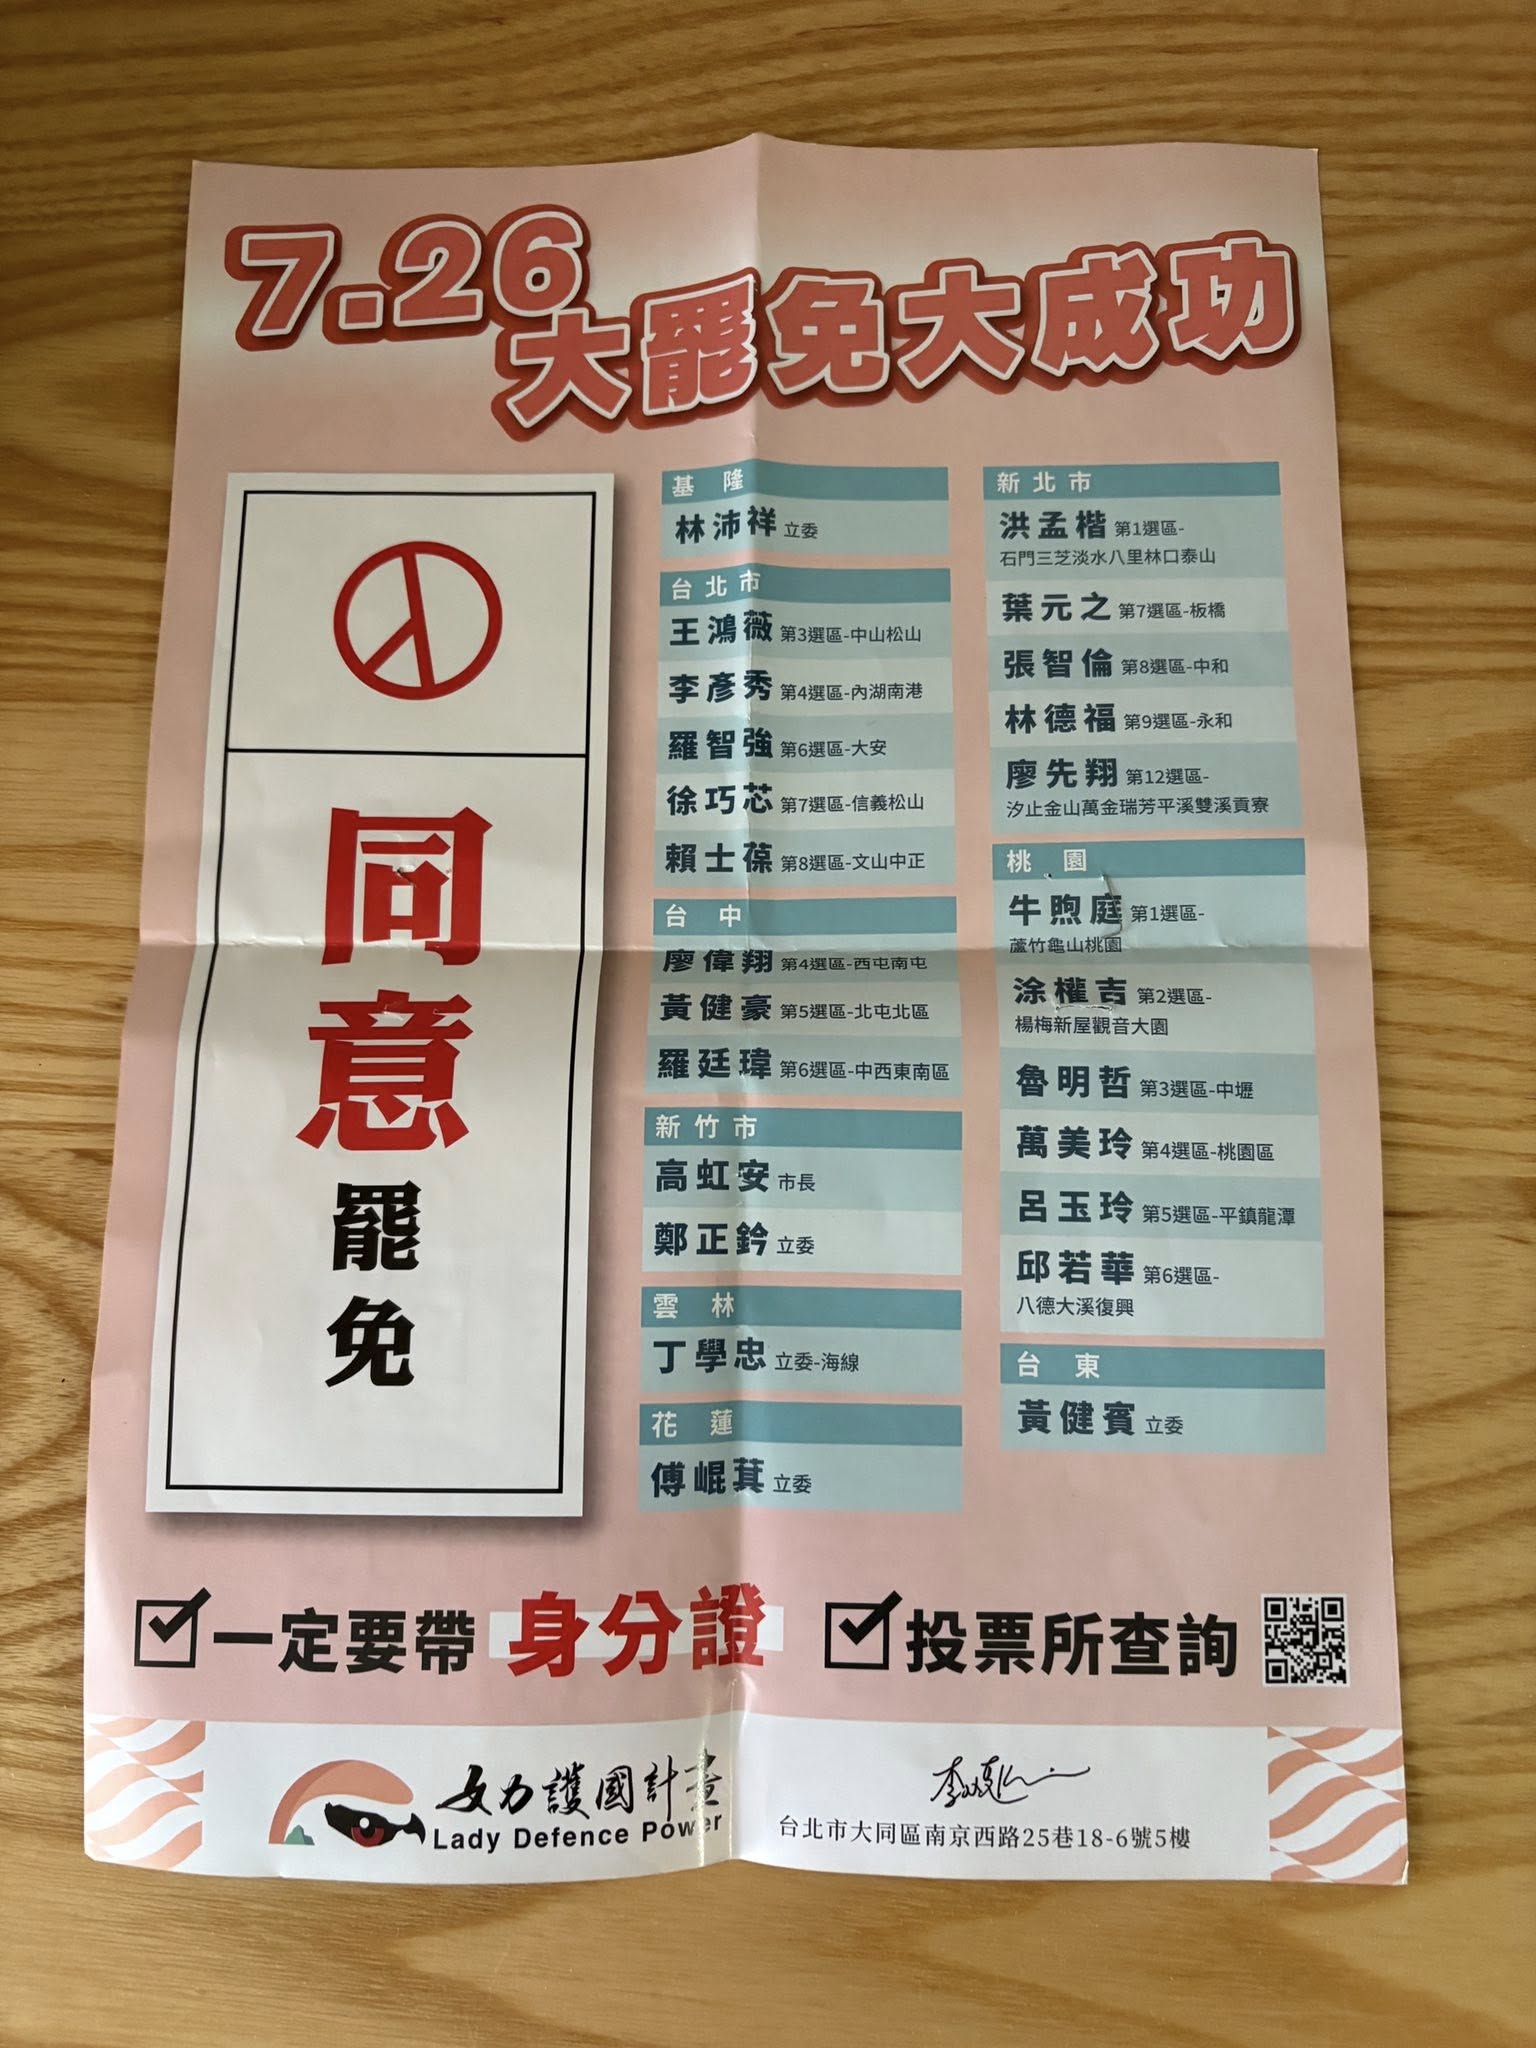 7.26
大罷免大成功
同意罷免
基隆
林沛祥 立委
台北市
王鴻薇 第3選區-中山松山
李彥秀 第4選區-內湖南港
羅智強 第6選區-大安
徐巧芯 第7選區-信義松山
賴士葆 第8選區-文山中正
台中
廖偉翔 第4選區-西屯南屯
黃健豪 第5選區-北屯北區
羅廷瑋 第6選區-中西東南區
新竹市
高虹安 市長
鄭正鈐 立委
雲林
丁學忠 立委-海線
花蓮
傅崐萁 立委
新北市
洪孟楷 第1選區-
石門三芝淡水八里林口泰山
葉元之 第7選區-板橋
張智倫 第8選區-中和
林德福 第9選區-永和
廖先翔 第12選區-
汐止金山萬金瑞芳平溪雙溪貢寮
桃園
牛煦庭 第1選區-
蘆竹龜山桃園
涂權吉 第2選區-
楊梅新屋觀音大園
魯明哲 第3選區-中壢
萬美玲 第4選區-桃園區
呂玉玲 第5選區-平鎮龍潭
邱若華 第6選區-
八德大溪復興
台東
黃健賓 立委
一定要帶 身分證
投票所查詢
女力護國計畫
Lady Defence Power
台北市大同區南京西路25巷18-6號5樓